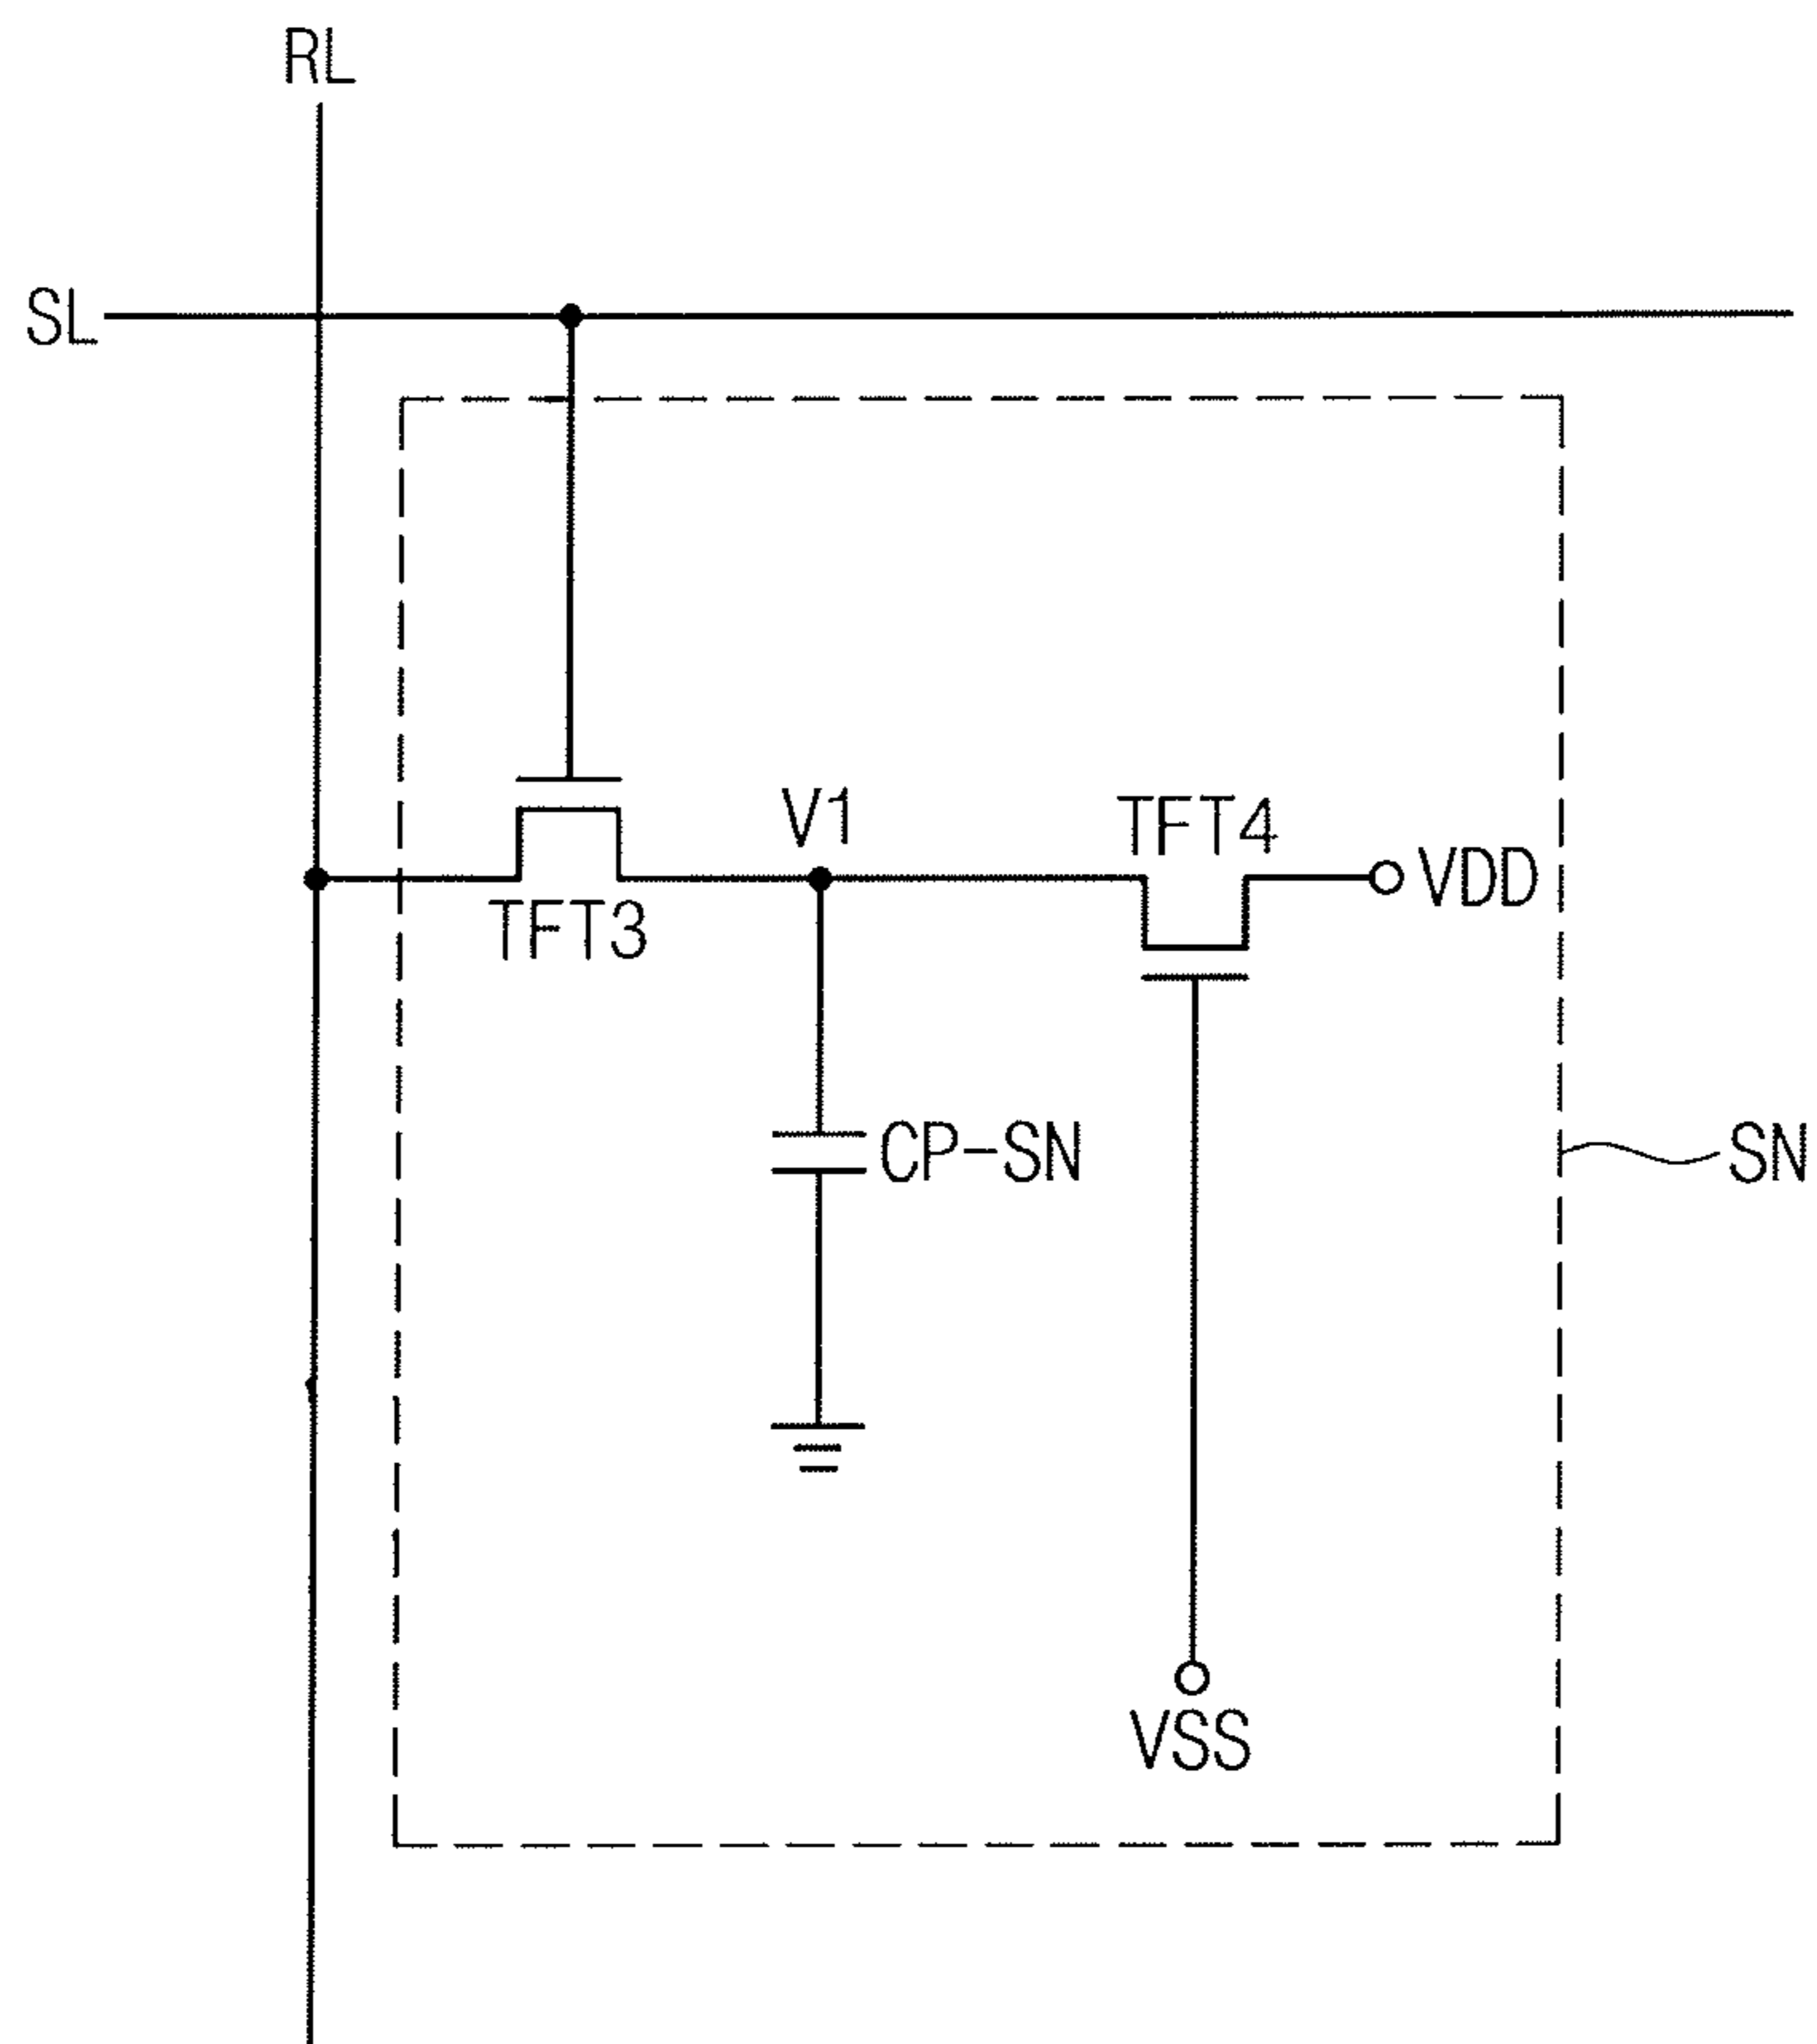 RL
SL
V1
TFT4
VDD
TFT3
CP-SN
SN
VSS